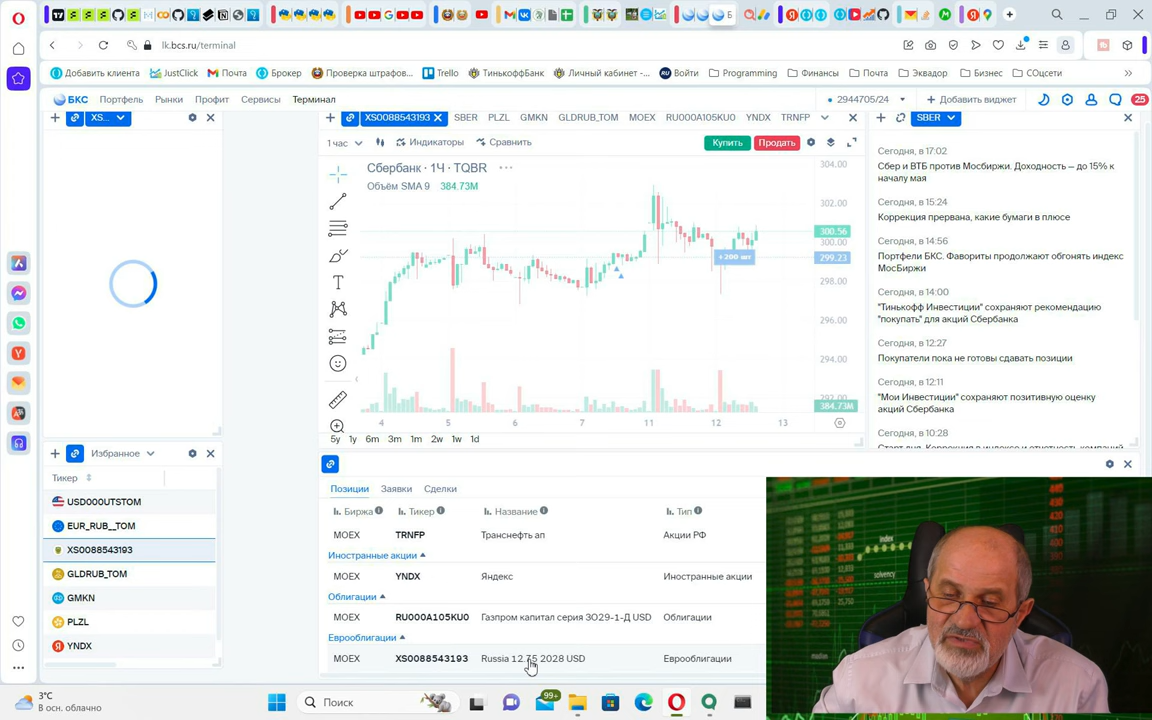 lk.bcs.ru/terminal
Добавить клиента
JustClick
Почта
Брокер
Проверка штрафов...
Trello
ТинькоффБанк
Личный кабинет -...
Войти
Programming
Финансы
Почта
Эквадор
Бизнес
СОцсети
БКС
Портфель
Рынки
Профит
Сервисы
Терминал
2944705/24
+ Добавить виджет
25
XS...
XS0088543193
SBER
PLZL
GMKN
GLDRUB_TOM
MOEX
RU000A105KU0
YNDX
TRNFP
SBER
1 час
Индикаторы
Сравнить
Купить
Продать
Сбербанк · 1Ч · TQBR
Объём SMA 9 384.73M
304.00
302.00
300.56
300.00
299.23
298.00
296.00
294.00
384.73M
+200 шт
4
5
6
7
11
12
13
5y
1y
6m
3m
1m
2w
1w
1d
Сегодня, в 17:02
Сбер и ВТБ против Мосбиржи. Доходность — до 15% к
началу мая
Сегодня, в 15:24
Коррекция прервана, какие бумаги в плюсе
Сегодня, в 14:56
Портфели БКС. Фавориты продолжают обгонять индекс
МосБиржи
Сегодня, в 14:00
"Тинькофф Инвестиции" сохраняют рекомендацию
"покупать" для акций Сбербанка
Сегодня, в 12:27
Покупатели пока не готовы сдавать позиции
Сегодня, в 12:11
"Мои Инвестиции" сохраняют позитивную оценку
акций Сбербанка
Сегодня, в 10:28
Избранное
Тикер
USD000UTSTOM
EUR_RUB__TOM
XS0088543193
GLDRUB_TOM
GMKN
PLZL
YNDX
Позиции
Заявки
Сделки
Биржа
Тикер
Название
Тип
MOEX TRNFP Транснефть ап Акции РФ
Иностранные акции
MOEX YNDX Яндекс Иностранные акции
Облигации
MOEX RU000A105KU0 Газпром капитал серия ЗО29-1-Д USD Облигации
Еврооблигации
MOEX XS0088543193 Russia 12.75 2028 USD Еврооблигации
index
solvency
3°C
В осн. облачно
Поиск
99+